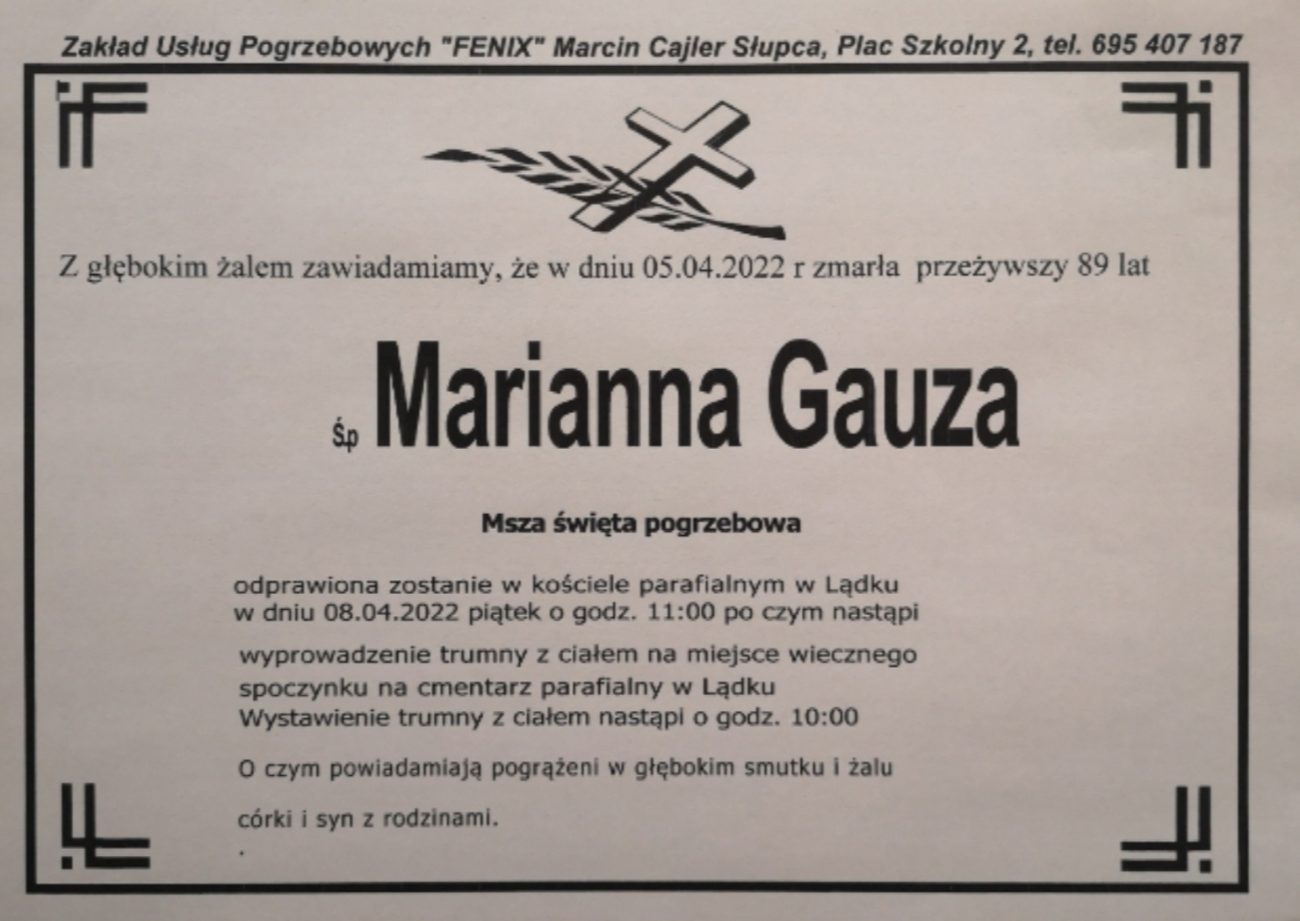 Zakład Usług Pogrzebowych "FENIX" Marcin Cajler Słupca, Plac Szkolny 2, tel. 695 407 187
Z głębokim żalem zawiadamiamy, że w dniu 05.04.2022 r zmarła przeżywszy 89 lat
śp Marianna Gauza
Msza święta pogrzebowa
odprawiona zostanie w kościele parafialnym w Lądku
w dniu 08.04.2022 piątek o godz. 11:00 po czym nastąpi
wyprowadzenie trumny z ciałem na miejsce wiecznego
spoczynku na cmentarz parafialny w Lądku
Wystawienie trumny z ciałem nastąpi o godz. 10:00
O czym powiadamiają pogrążeni w głębokim smutku i żalu
córki i syn z rodzinami.
.